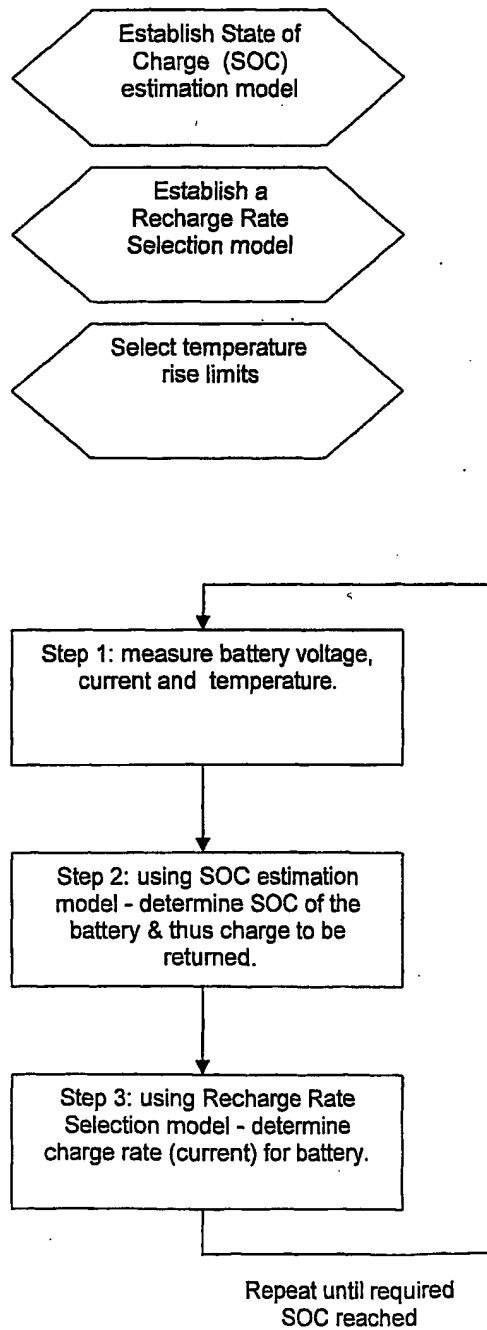 Establish State of
Charge (SOC)
estimation model
Establish a
Recharge Rate
Selection model
Select temperature
rise limits
Step 1: measure battery voltage,
current and temperature.
Step 2: using SOC estimation
model - determine SOC of the
battery & thus charge to be
returned.
Step 3: using Recharge Rate
Selection model - determine
charge rate (current) for battery.
Repeat until required
SOC reached